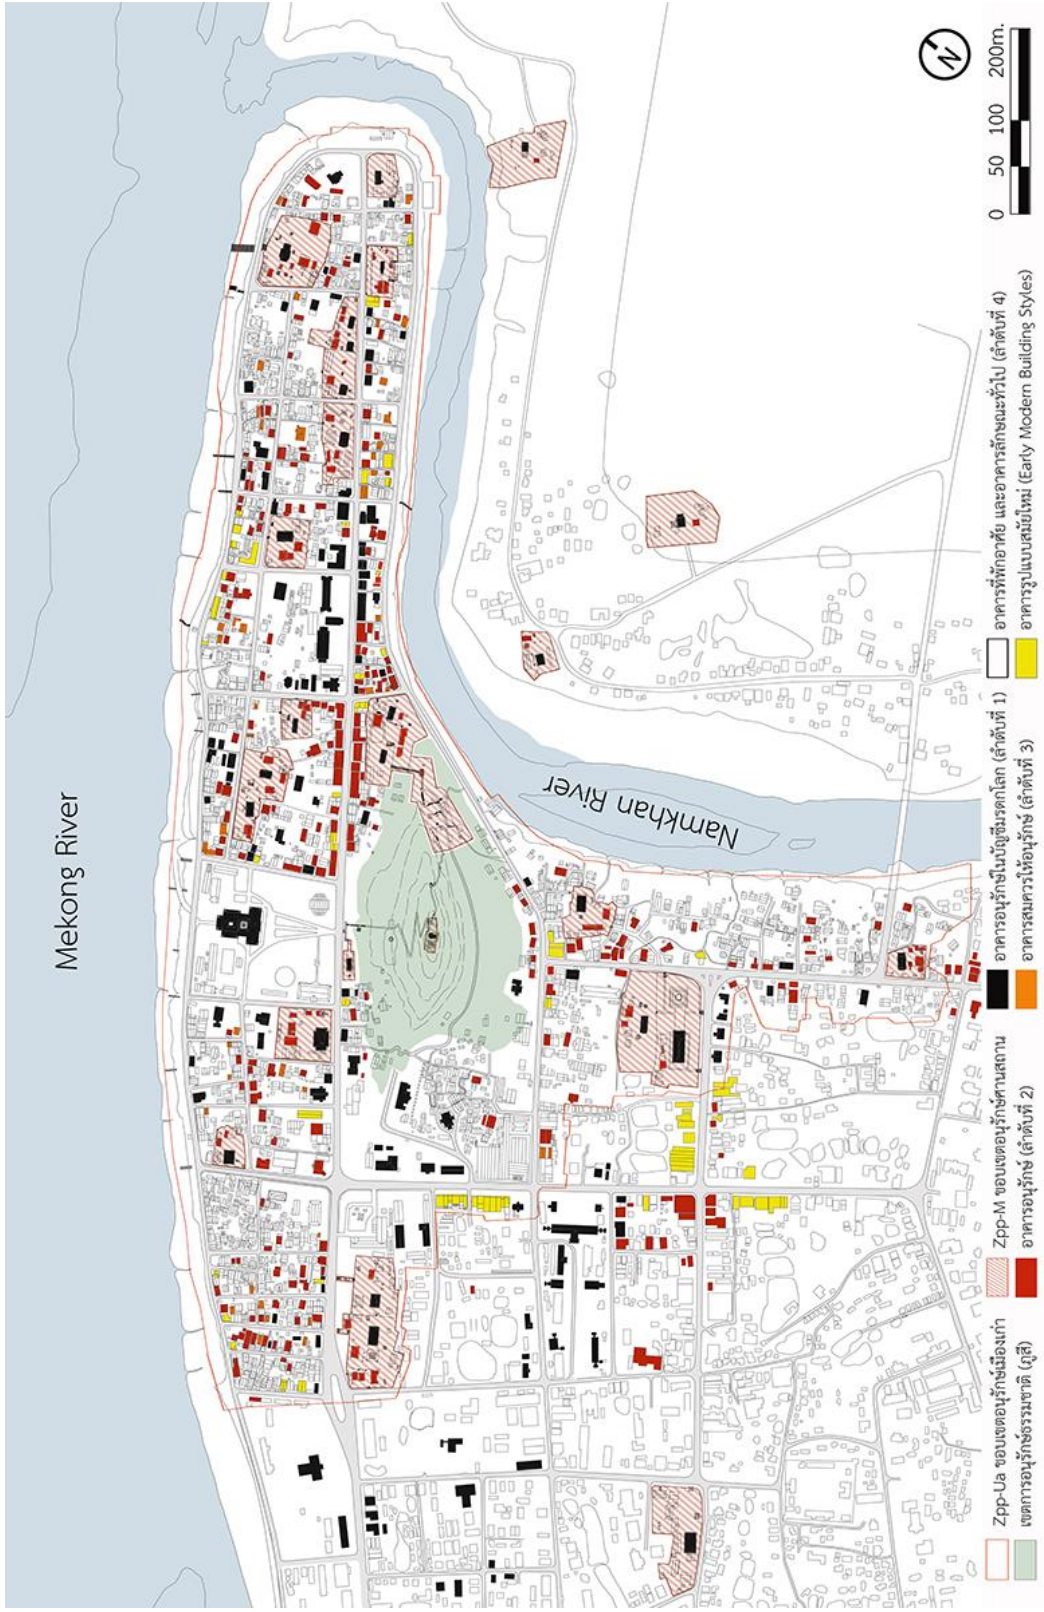 Mekong River
Namkhan River
N
0 50 100 200m.
Zpp-Ua ขอบเขตอนุรักษ์เมืองเก่า
เขตการอนุรักษ์ธรรมชาติ (ภูสี)
Zpp-M ขอบเขตอนุรักษ์ศาสนสถาน
อาคารอนุรักษ์ (ลำดับที่ 2)
อาคารอนุรักษ์ในบัญชีมรดกโลก (ลำดับที่ 1)
อาคารสมควรให้อนุรักษ์ (ลำดับที่ 3)
อาคารที่พักอาศัย และอาคารลักษณะทั่วไป (ลำดับที่ 4)
อาคารรูปแบบสมัยใหม่ (Early Modern Building Styles)